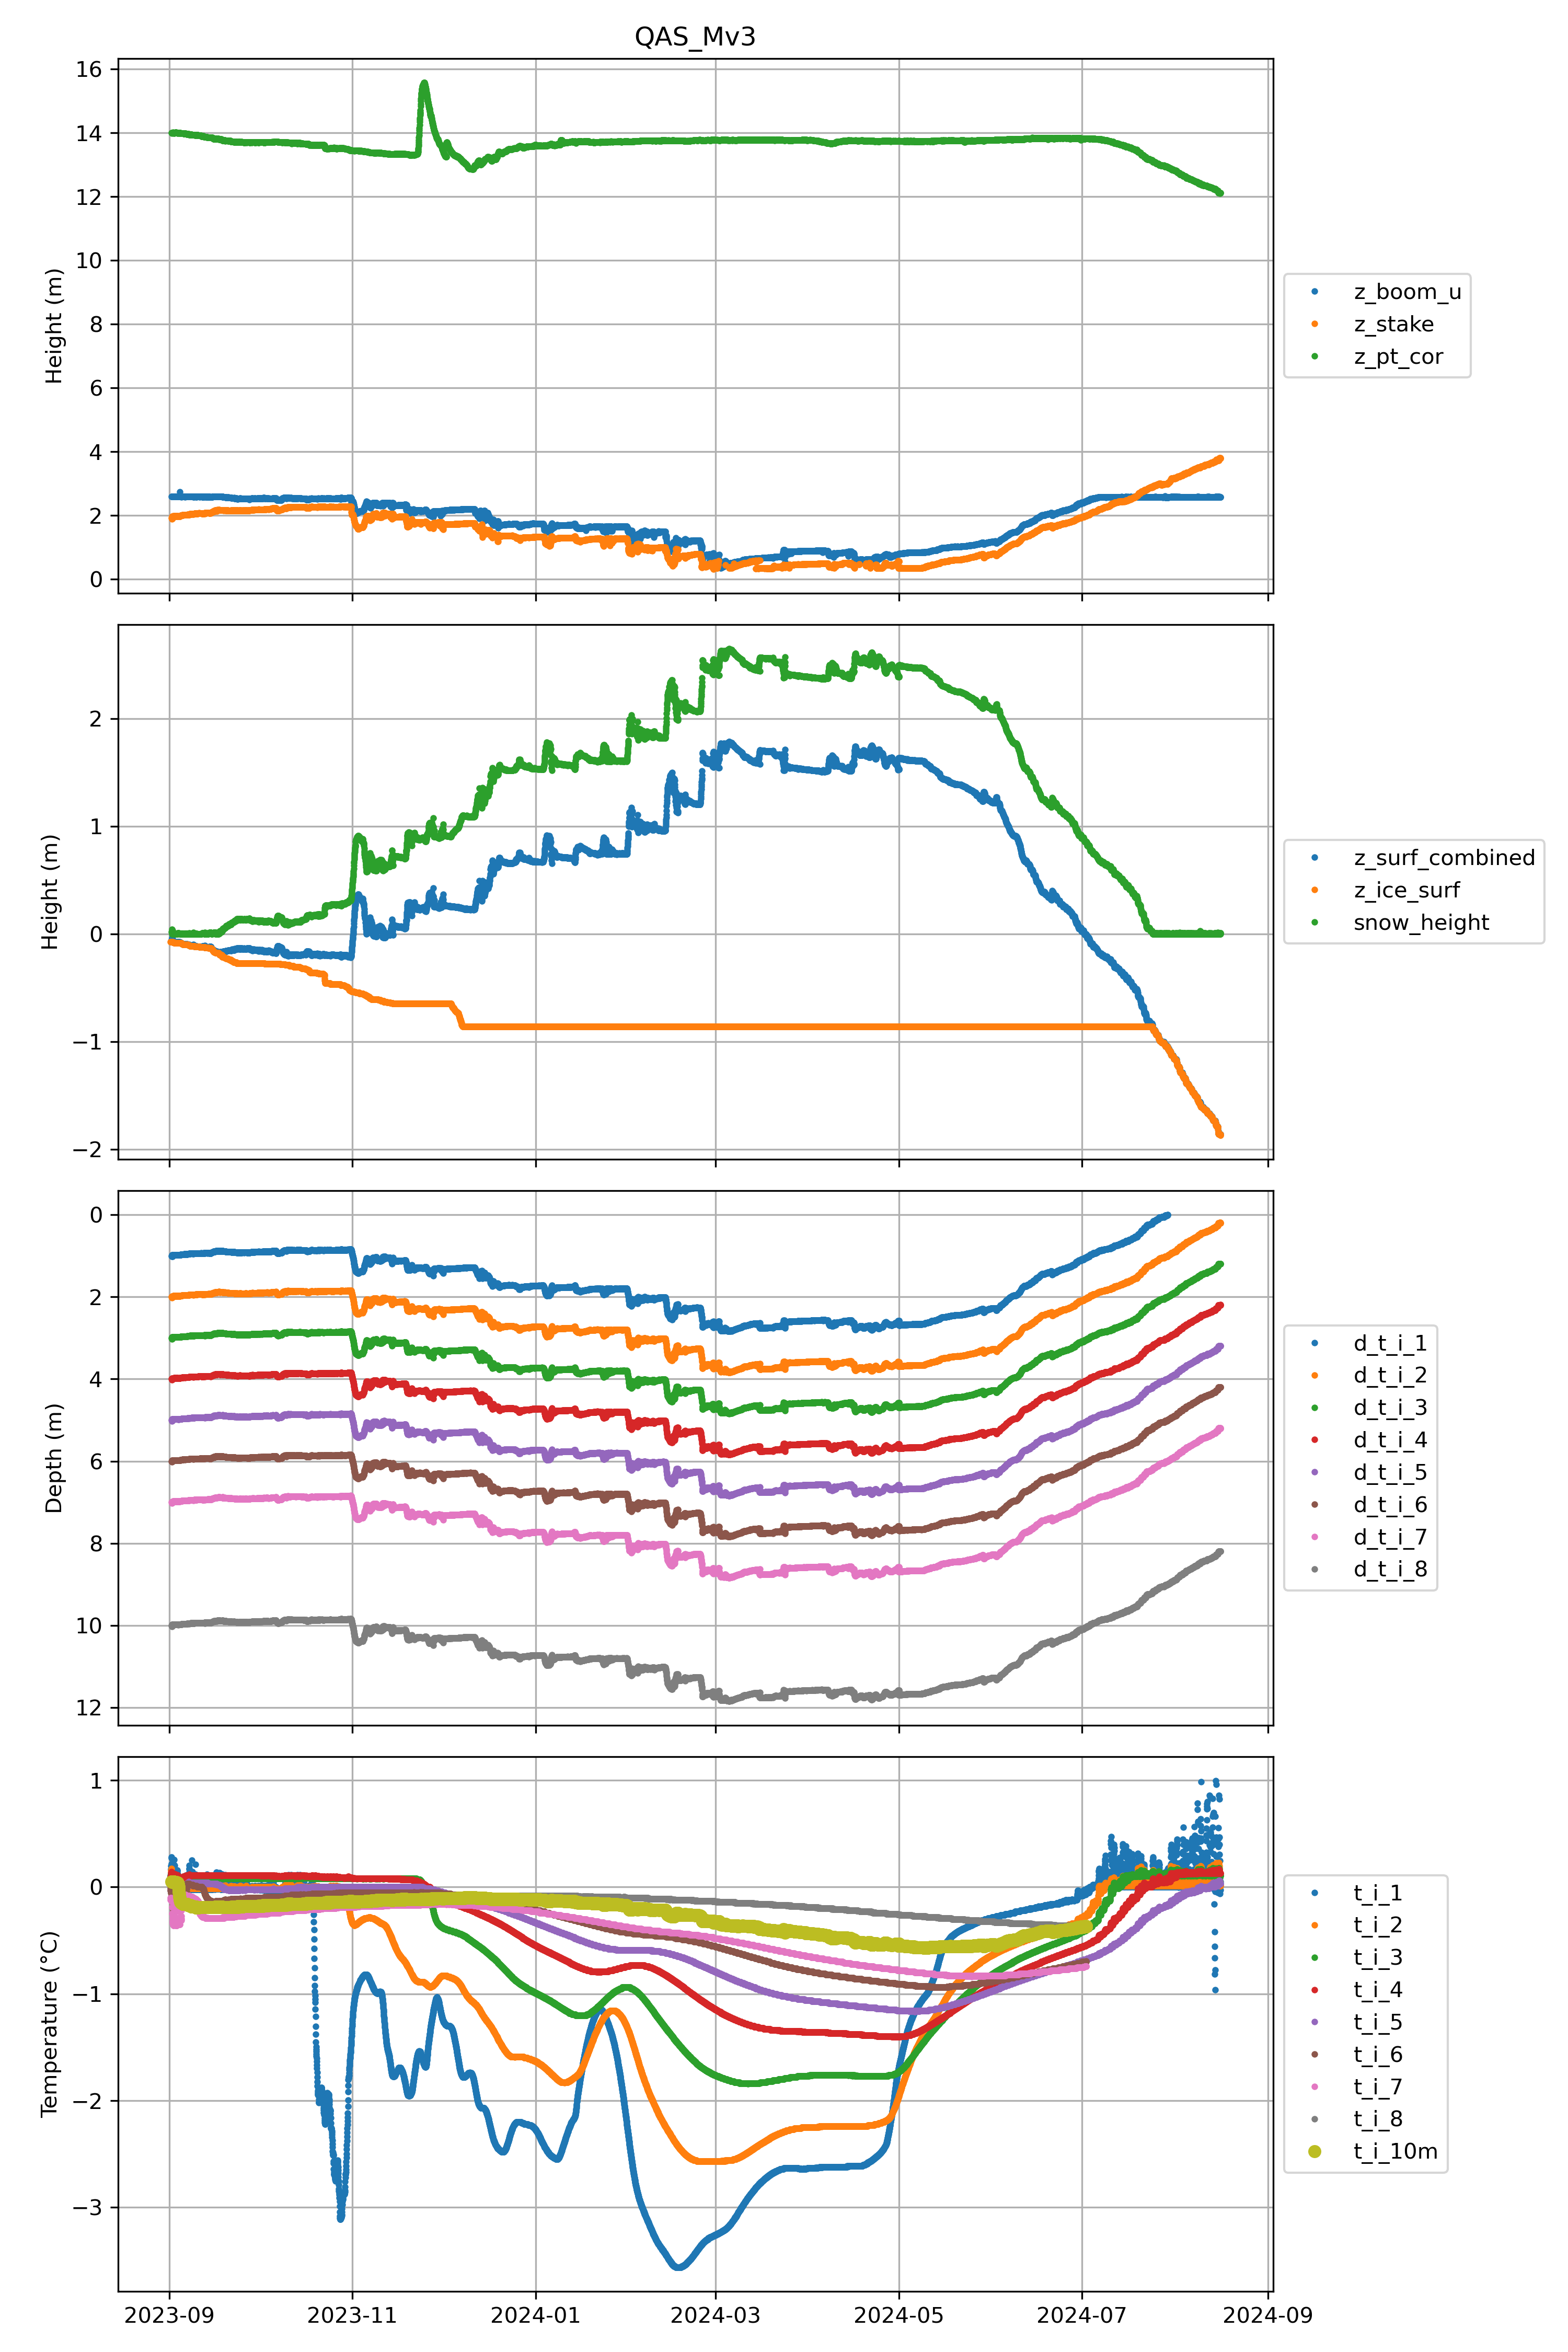 QAS_Mv3
16
14
12
10
8
6
4
2
0
Height (m)
z_boom_u
z_stake
z_pt_cor
2
1
0
−1
−2
Height (m)
z_surf_combined
z_ice_surf
snow_height
0
2
4
6
8
10
12
Depth (m)
d_t_i_1
d_t_i_2
d_t_i_3
d_t_i_4
d_t_i_5
d_t_i_6
d_t_i_7
d_t_i_8
1
0
−1
−2
−3
Temperature (°C)
t_i_1
t_i_2
t_i_3
t_i_4
t_i_5
t_i_6
t_i_7
t_i_8
t_i_10m
2023-09 2023-11 2024-01 2024-03 2024-05 2024-07 2024-09